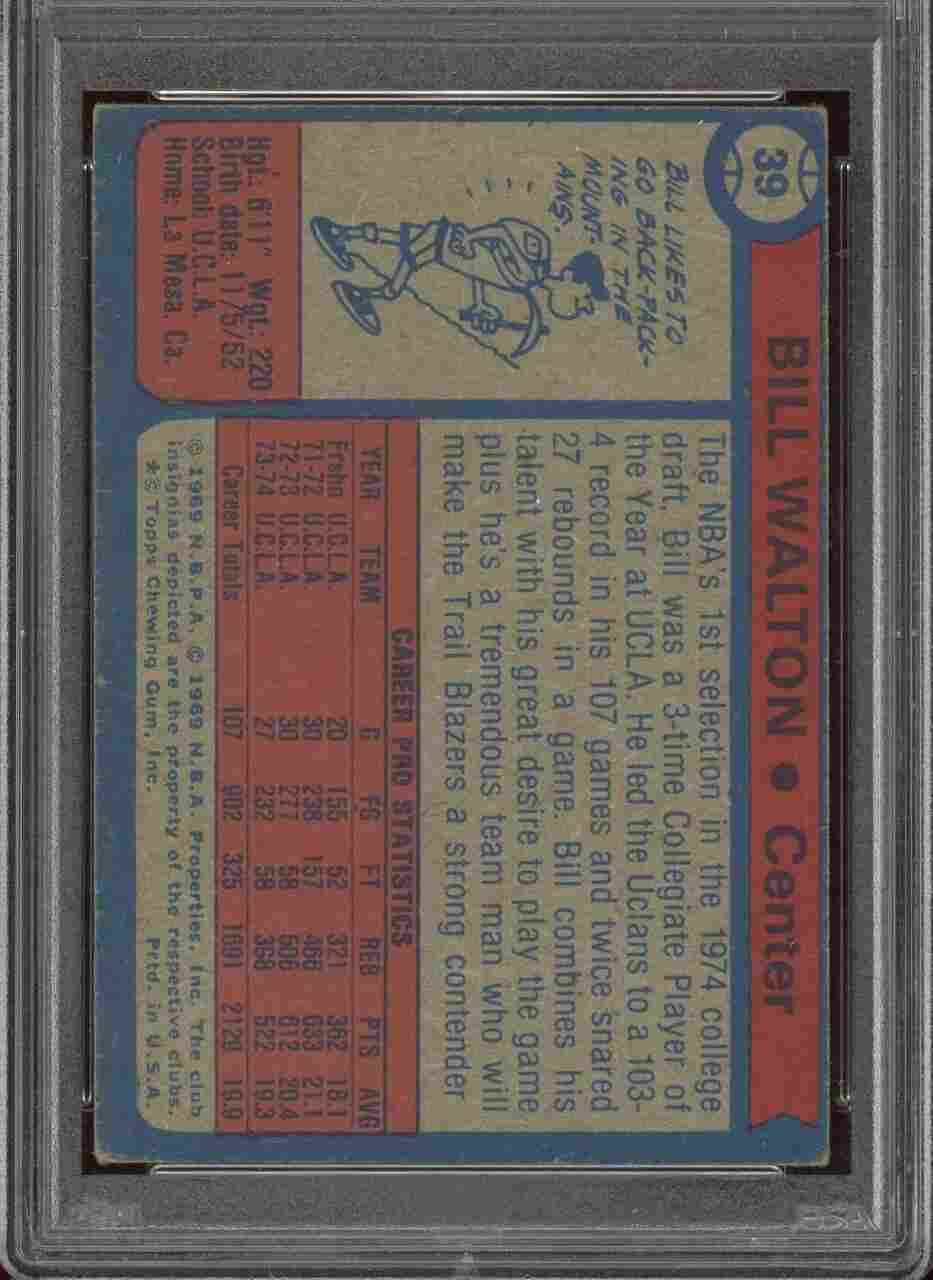 39
BILL WALTON ● Center
BILL LIKES TO
GO BACK-PACK-
ING IN THE
MOUNT-
AINS.
Hgt.: 6'11" Wgt.: 220
Birth date: 11/5/52
School: U.C.L.A
Home: La Mesa Ca.
The NBA's 1st selection in the 1974 college
draft, Bill was a 3-time Collegiate Player of
the Year at UCLA. He led the Uclans to a 103-
4 record in his 107 games and twice snared
27 rebounds in a game. Bill combines his
talent with his great desire to play the game
plus he's a tremendous team man who will
make the Trail Blazers a strong contender
CAREER PRO STATISTICS
YEAR TEAM G FG FT REB PTS AVG
Frshn U.C.L.A. 20 155 52 321 362 18.1
71-72 U.C.L.A. 30 238 157 466 633 21.1
72-73 U.C.L.A. 30 277 58 506 612 20.4
73-74 U.C.L.A. 27 232 58 368 522 19.3
Career Totals 107 902 325 1661 2129 19.9
© 1969 N.B.P.A. © 1969 N.B.A. Properties, Inc. The club
insignias depicted are the property of the respective clubs.
*© Topps Chewing Gum, Inc. Prtd. in U.S.A.